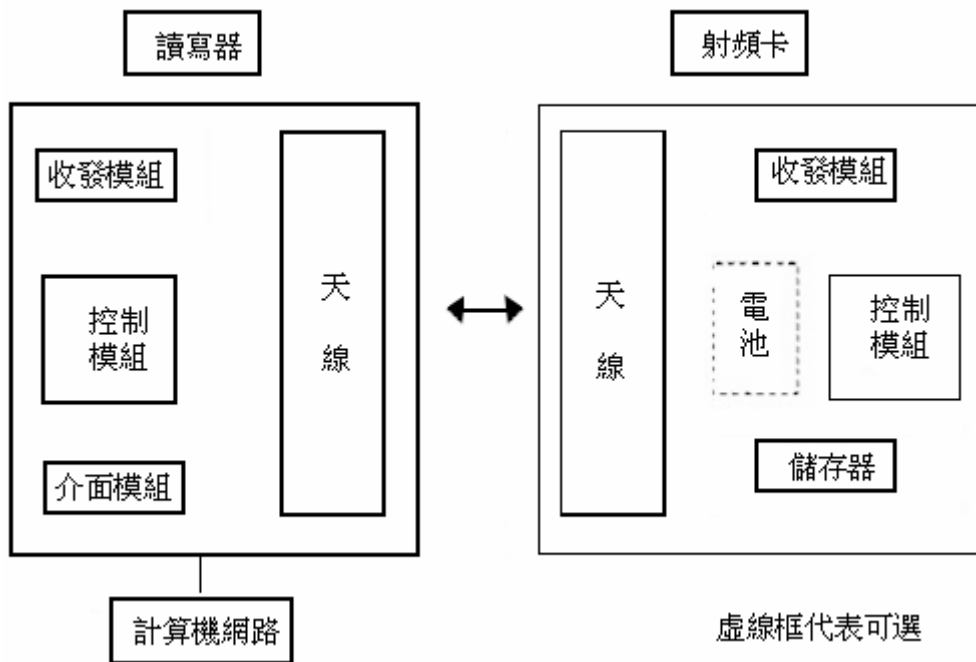 讀寫器
收發模組
控制
模組
介面模組
天
線
計算機網路
射頻卡
天
線
收發模組
電
池
控制
模組
儲存器
虛線框代表可選